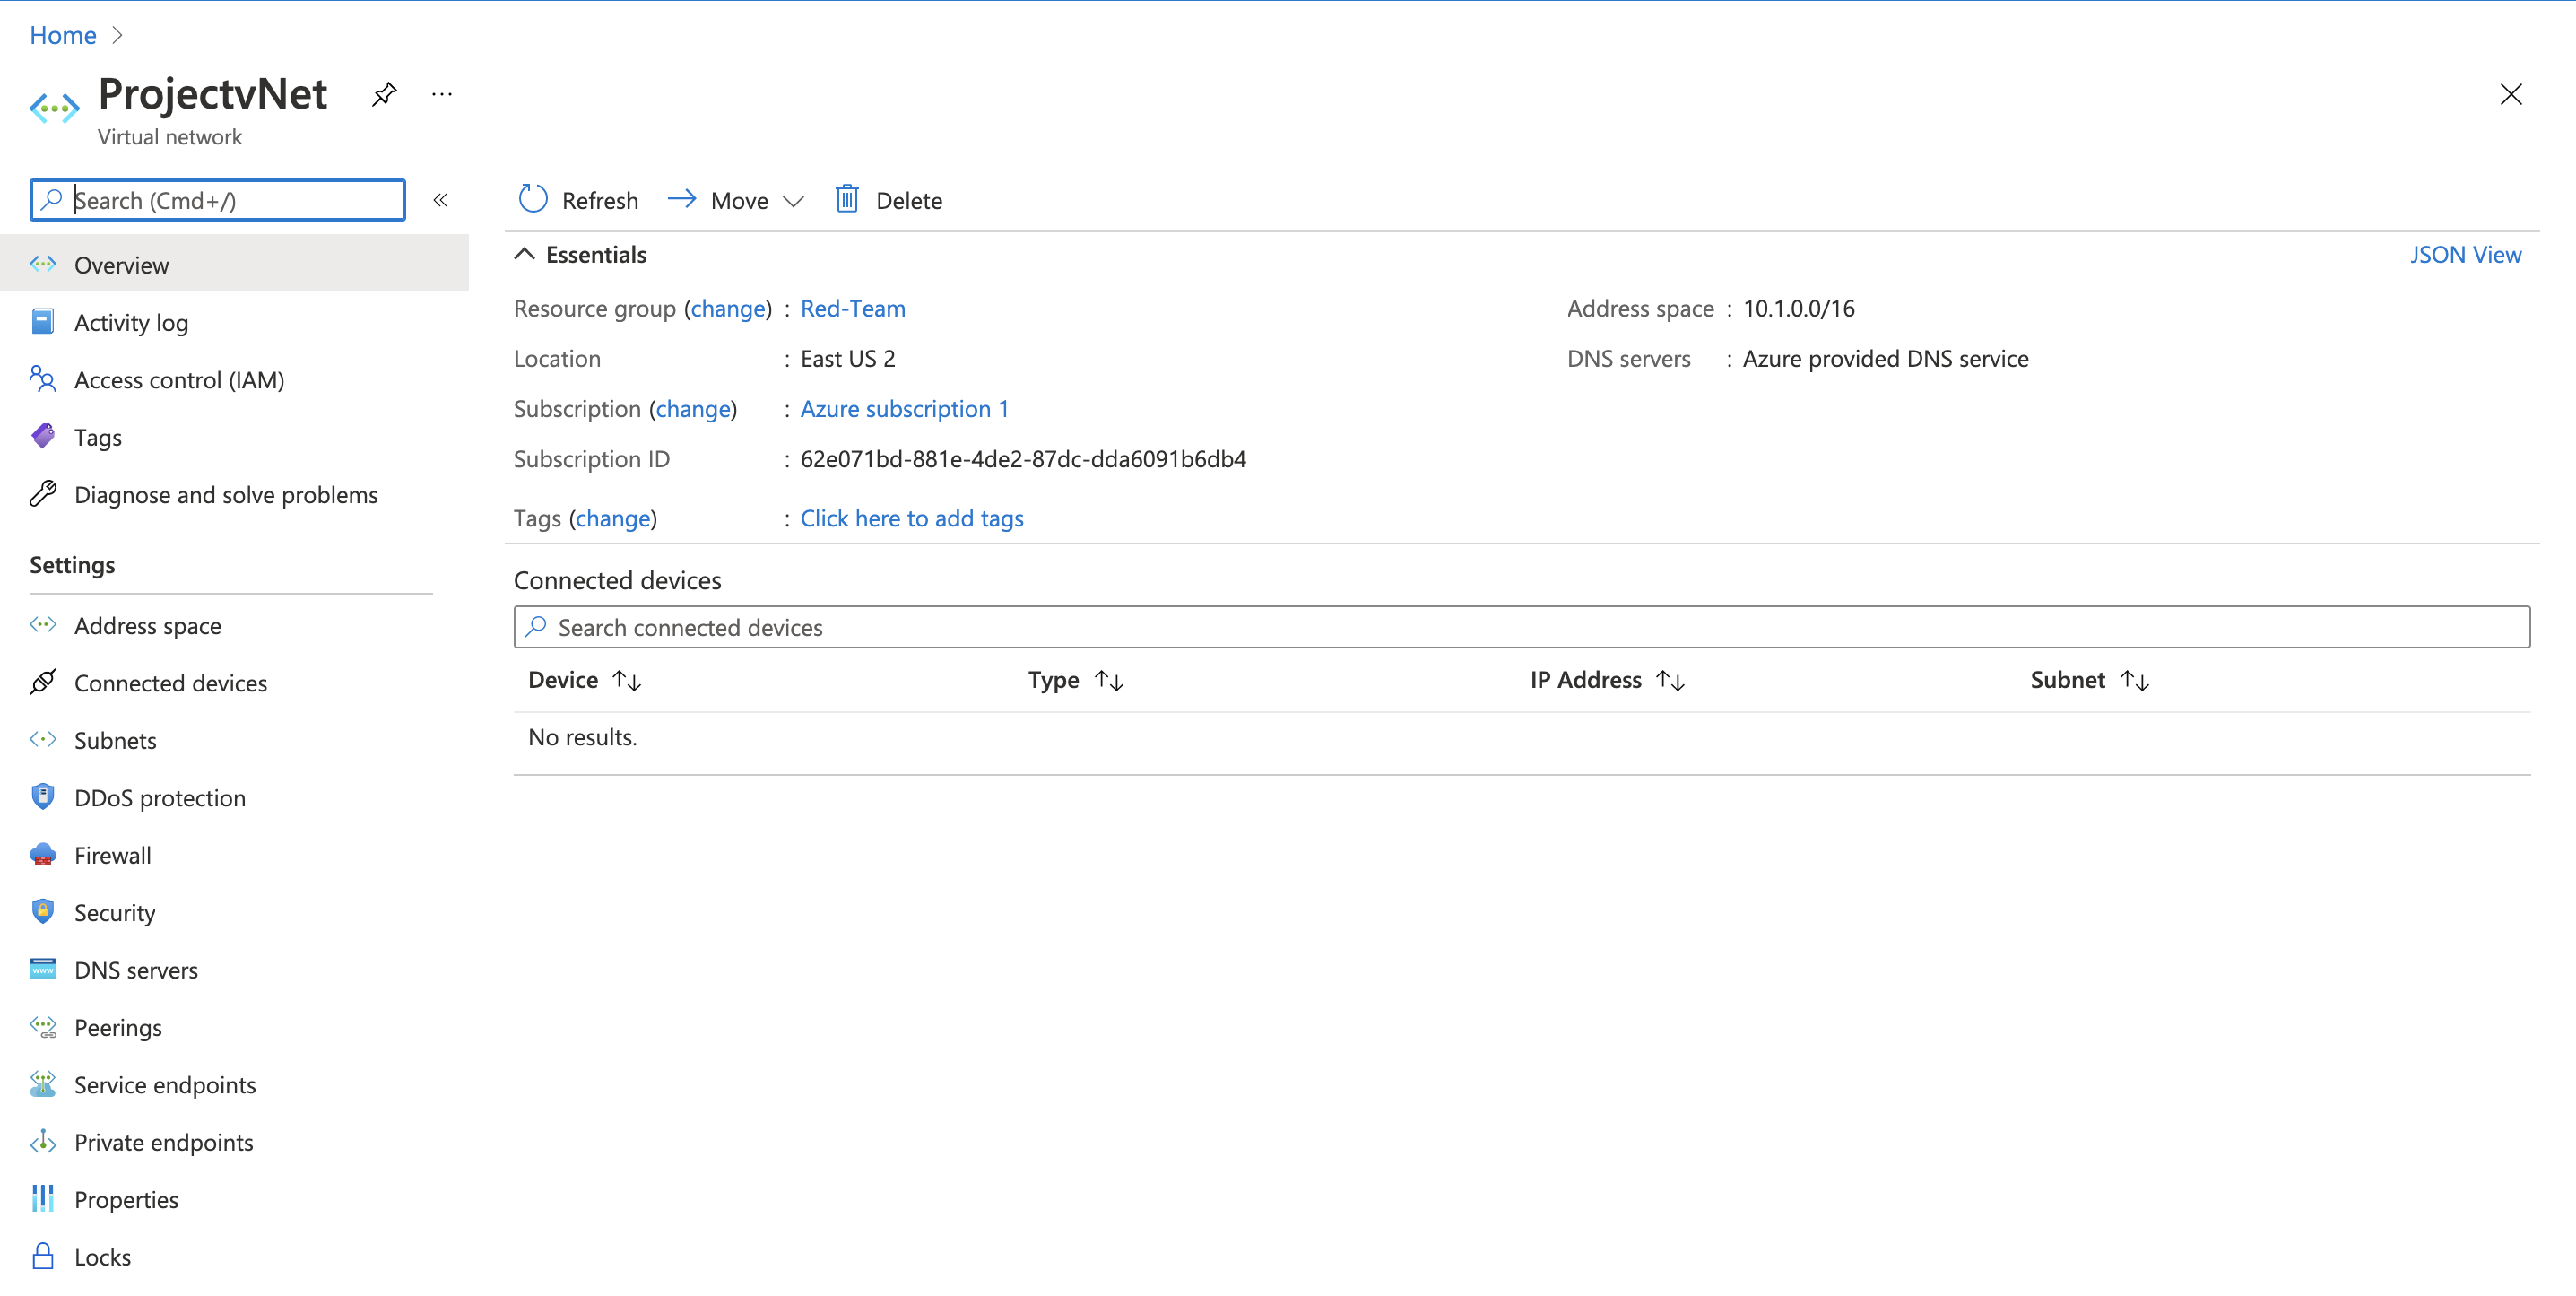 Home
ProjectvNet ...
Virtual network
Search (Cmd+/) «
Refresh Move Delete
Overview
Activity log
Access control (IAM)
Tags
Diagnose and solve problems
Settings
Address space
Connected devices
Subnets
DDoS protection
Firewall
Security
DNS servers
Peerings
Service endpoints
Private endpoints
Properties
Locks
Essentials JSON View
Resource group (change) : Red-Team
Location : East US 2
Subscription (change) : Azure subscription 1
Subscription ID : 62e071bd-881e-4de2-87dc-dda6091b6db4
Tags (change) : Click here to add tags
Address space : 10.1.0.0/16
DNS servers : Azure provided DNS service
Connected devices
Search connected devices
Device ↑↓ Type ↑↓ IP Address ↑↓ Subnet ↑↓
No results.